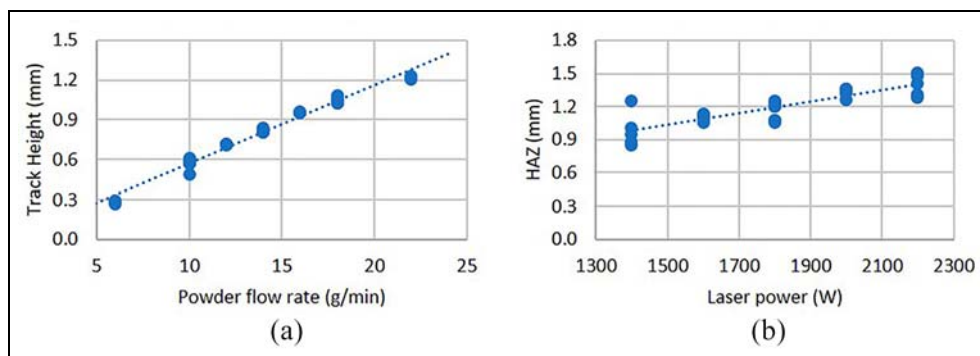 Track Height (mm)
1.5
1.2
0.9
0.6
0.3
0.0
5 10 15 20 25
Powder flow rate (g/min)
(a)
HAZ (mm)
1.8
1.5
1.2
0.9
0.6
0.3
0.0
1300 1500 1700 1900 2100 2300
Laser power (W)
(b)